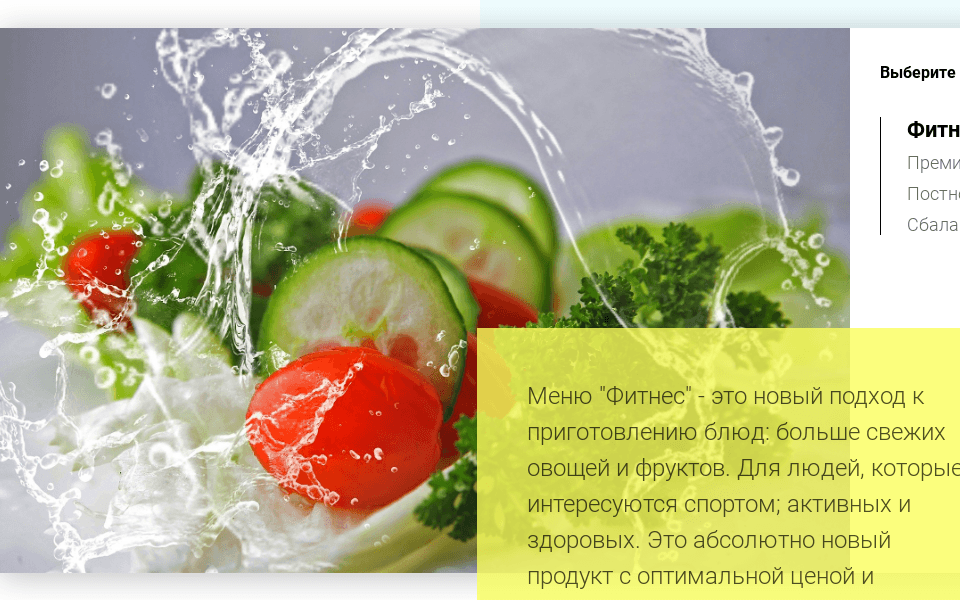 Выберите
Фитн
Преми
Постн
Сбала
Меню "Фитнес" - это новый подход к
приготовлению блюд: больше свежих
овощей и фруктов. Для людей, которые
интересуются спортом; активных и
здоровых. Это абсолютно новый
продукт с оптимальной ценой и